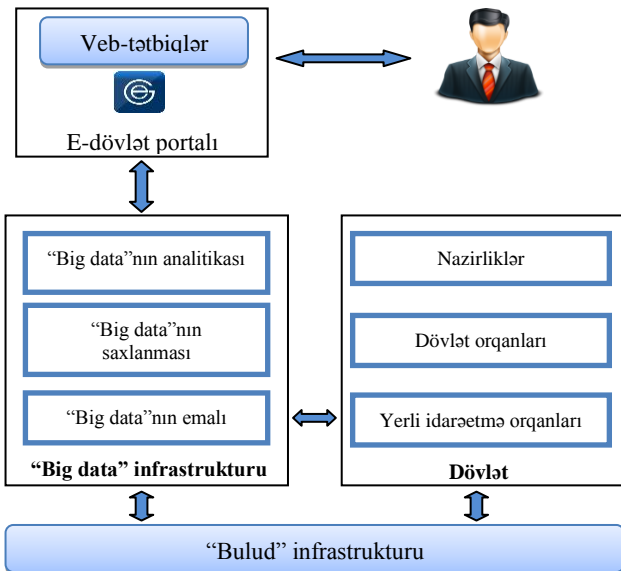 Veb-tətbiqlər
E-dövlət portalı
“Big data”nın analitikası
“Big data”nın
saxlanması
“Big data”nın emalı
“Big data” infrastrukturu
Nazirliklər
Dövlət orqanları
Yerli idarəetmə orqanları
Dövlət
“Bulud” infrastrukturu